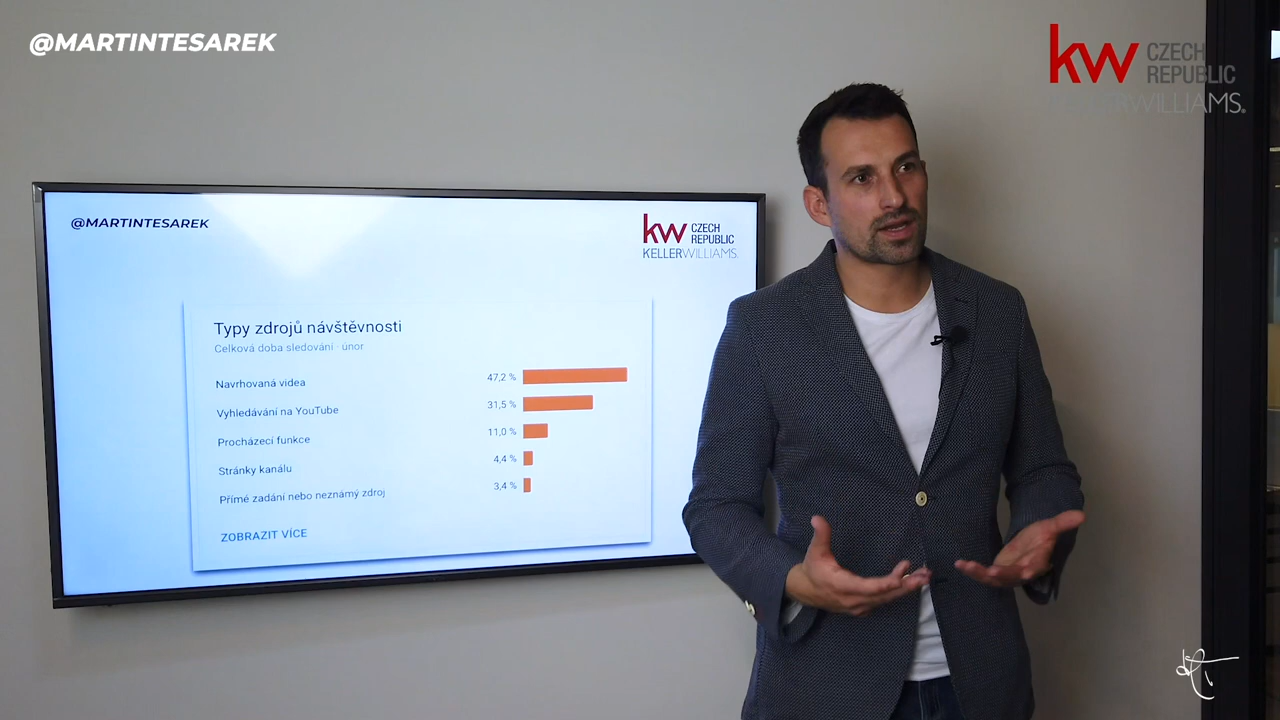 @MARTINTESAREK
kw CZECH
REPUBLIC
KELLERWILLIAMS.
@MARTINTESAREK
kw CZECH
REPUBLIC
KELLERWILLIAMS.
Typy zdrojů návštěvnosti
Celková doba sledování · únor
Navrhovaná videa 47,2 %
Vyhledávání na YouTube 31,5 %
Procházecí funkce 11,0 %
Stránky kanálu 4,4 %
Přímé zadání nebo neznámý zdroj 3,4 %
ZOBRAZIT VÍCE